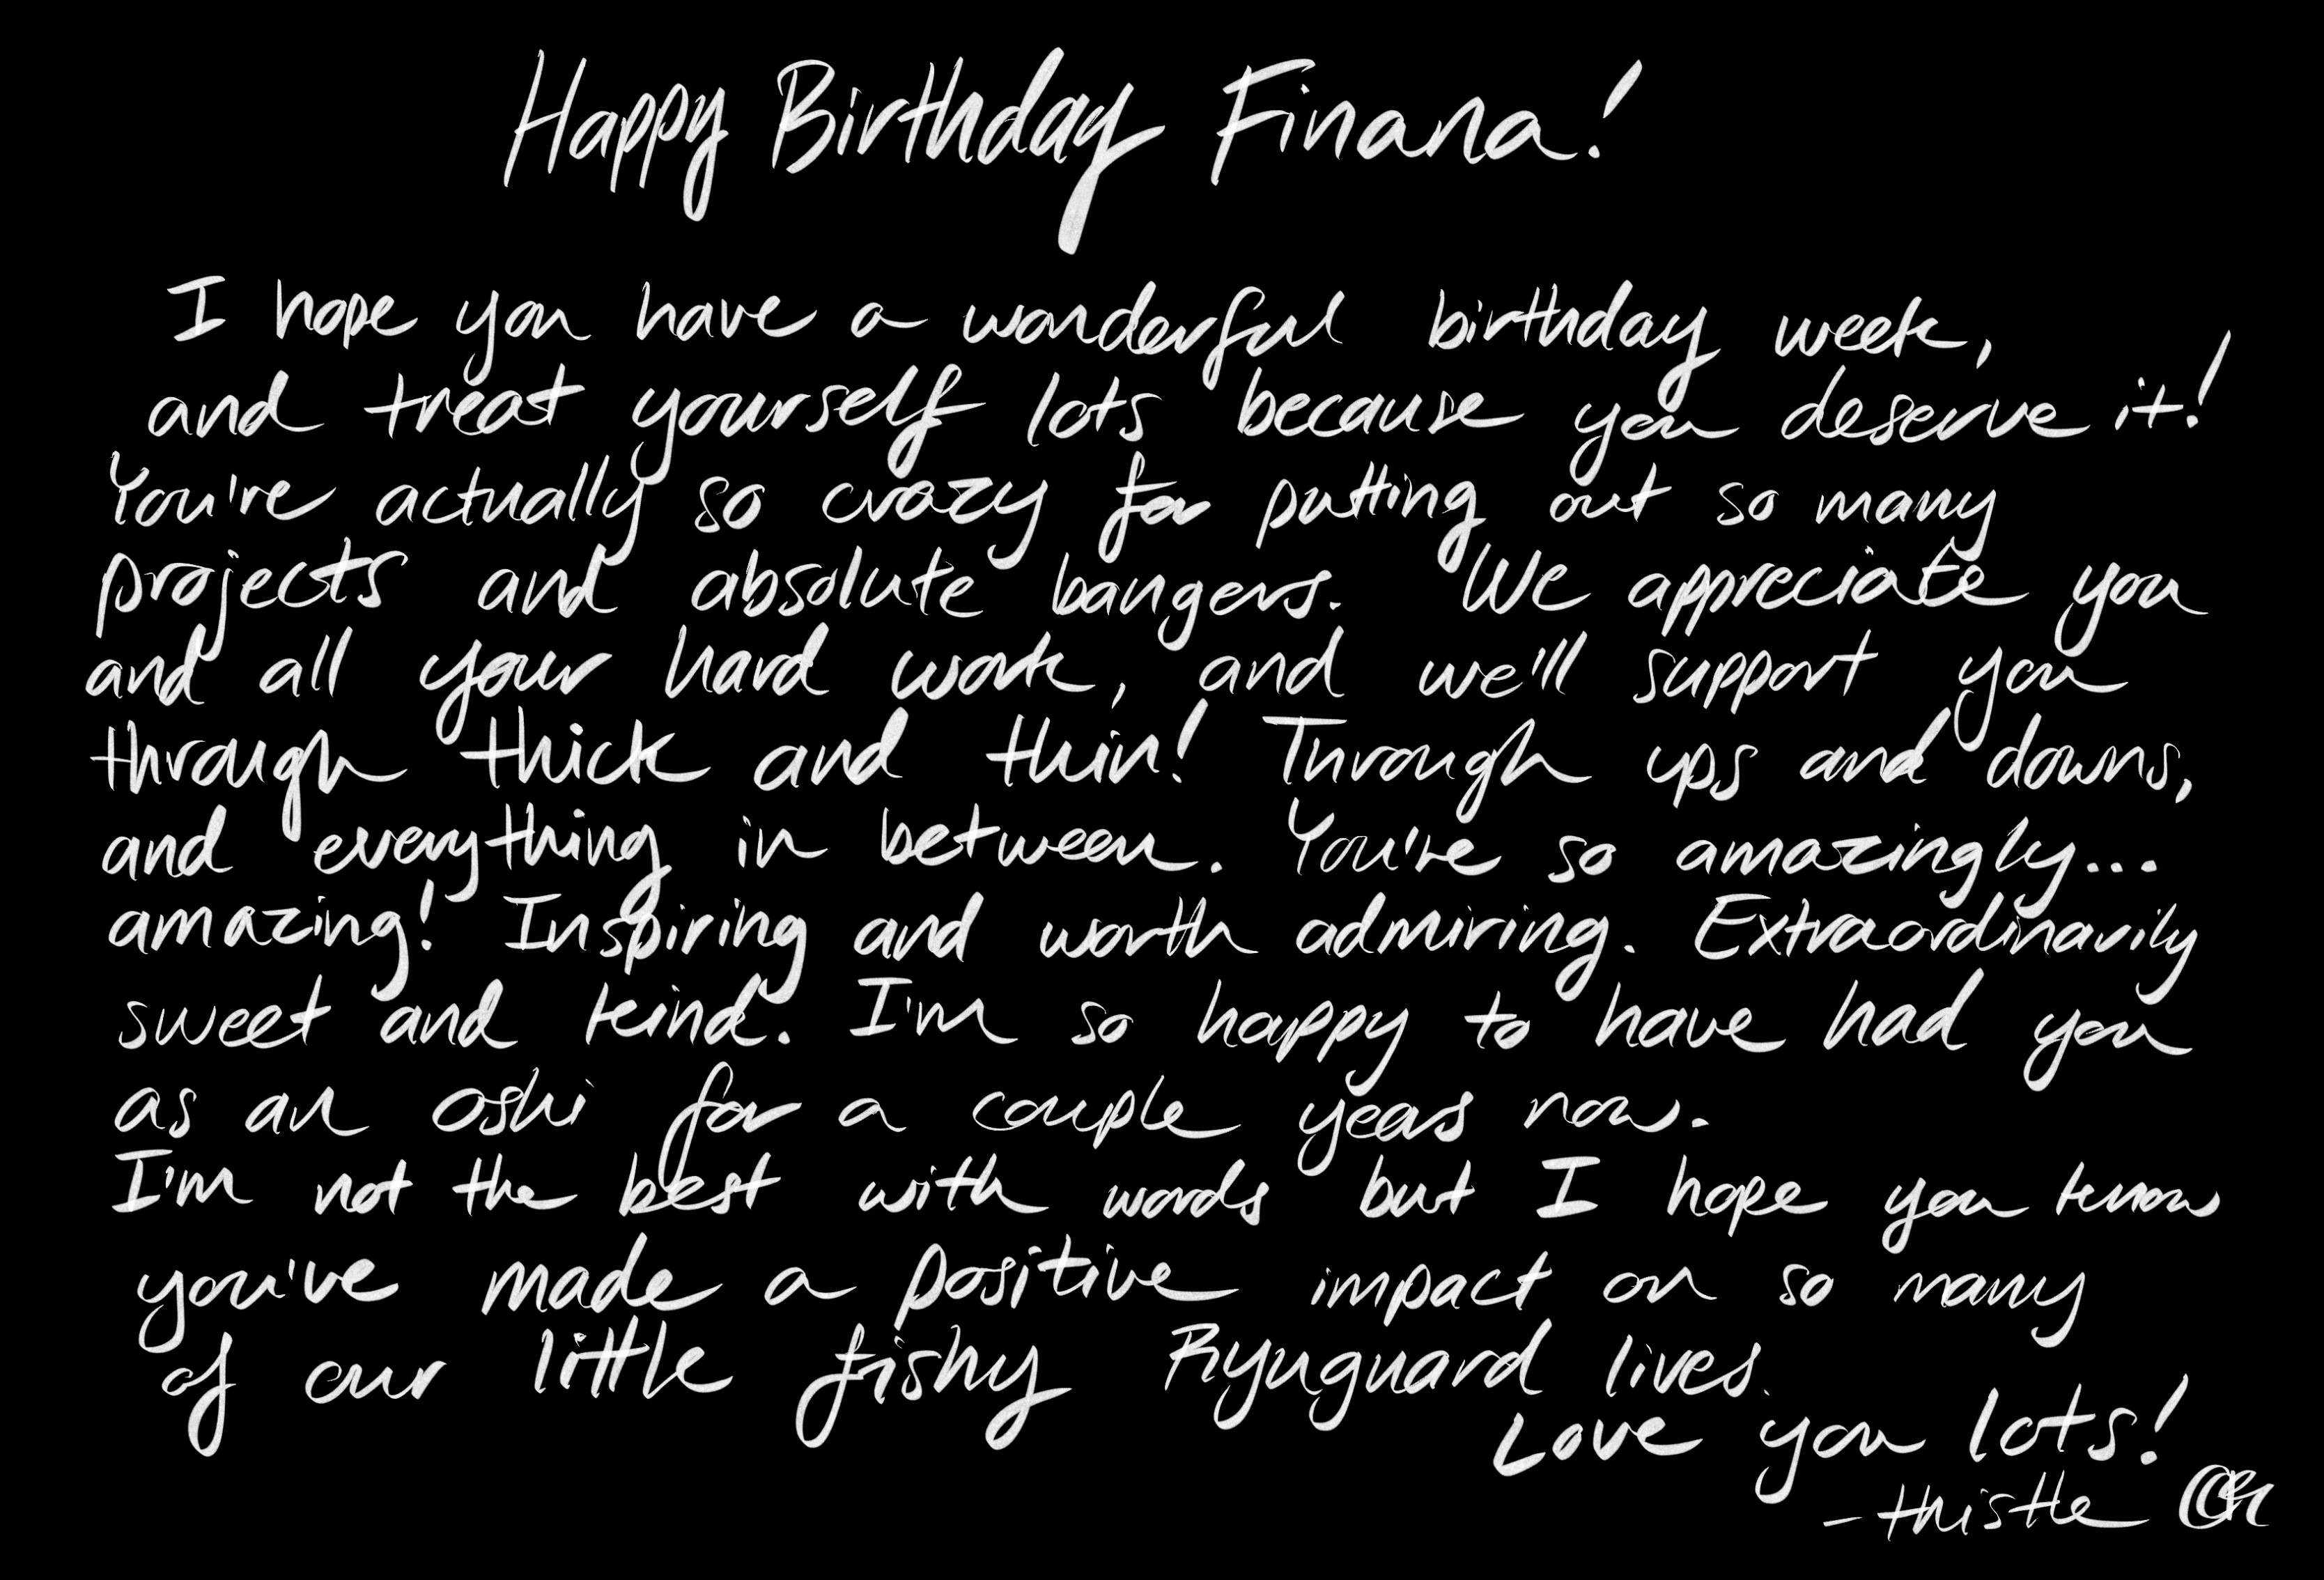 Happy Birthday Finana!
I hope you have a wonderful birthday week,
and treat yourself lots because you deserve it!
You're actually so crazy for putting out so many
projects and absolute bangers. We appreciate you
and all your hard work, and we'll support you
through thick and thin! Through ups and downs,
and everything in between. You're so amazingly...
amazing! Inspiring and worth admiring. Extraordinarily
sweet and kind. I'm so happy to have had you
as an oshi for a couple years now.
I'm not the best with words but I hope you know
you've made a positive impact on so many
of our little fishy Ryuguard lives.
Love you lots!
- thistle